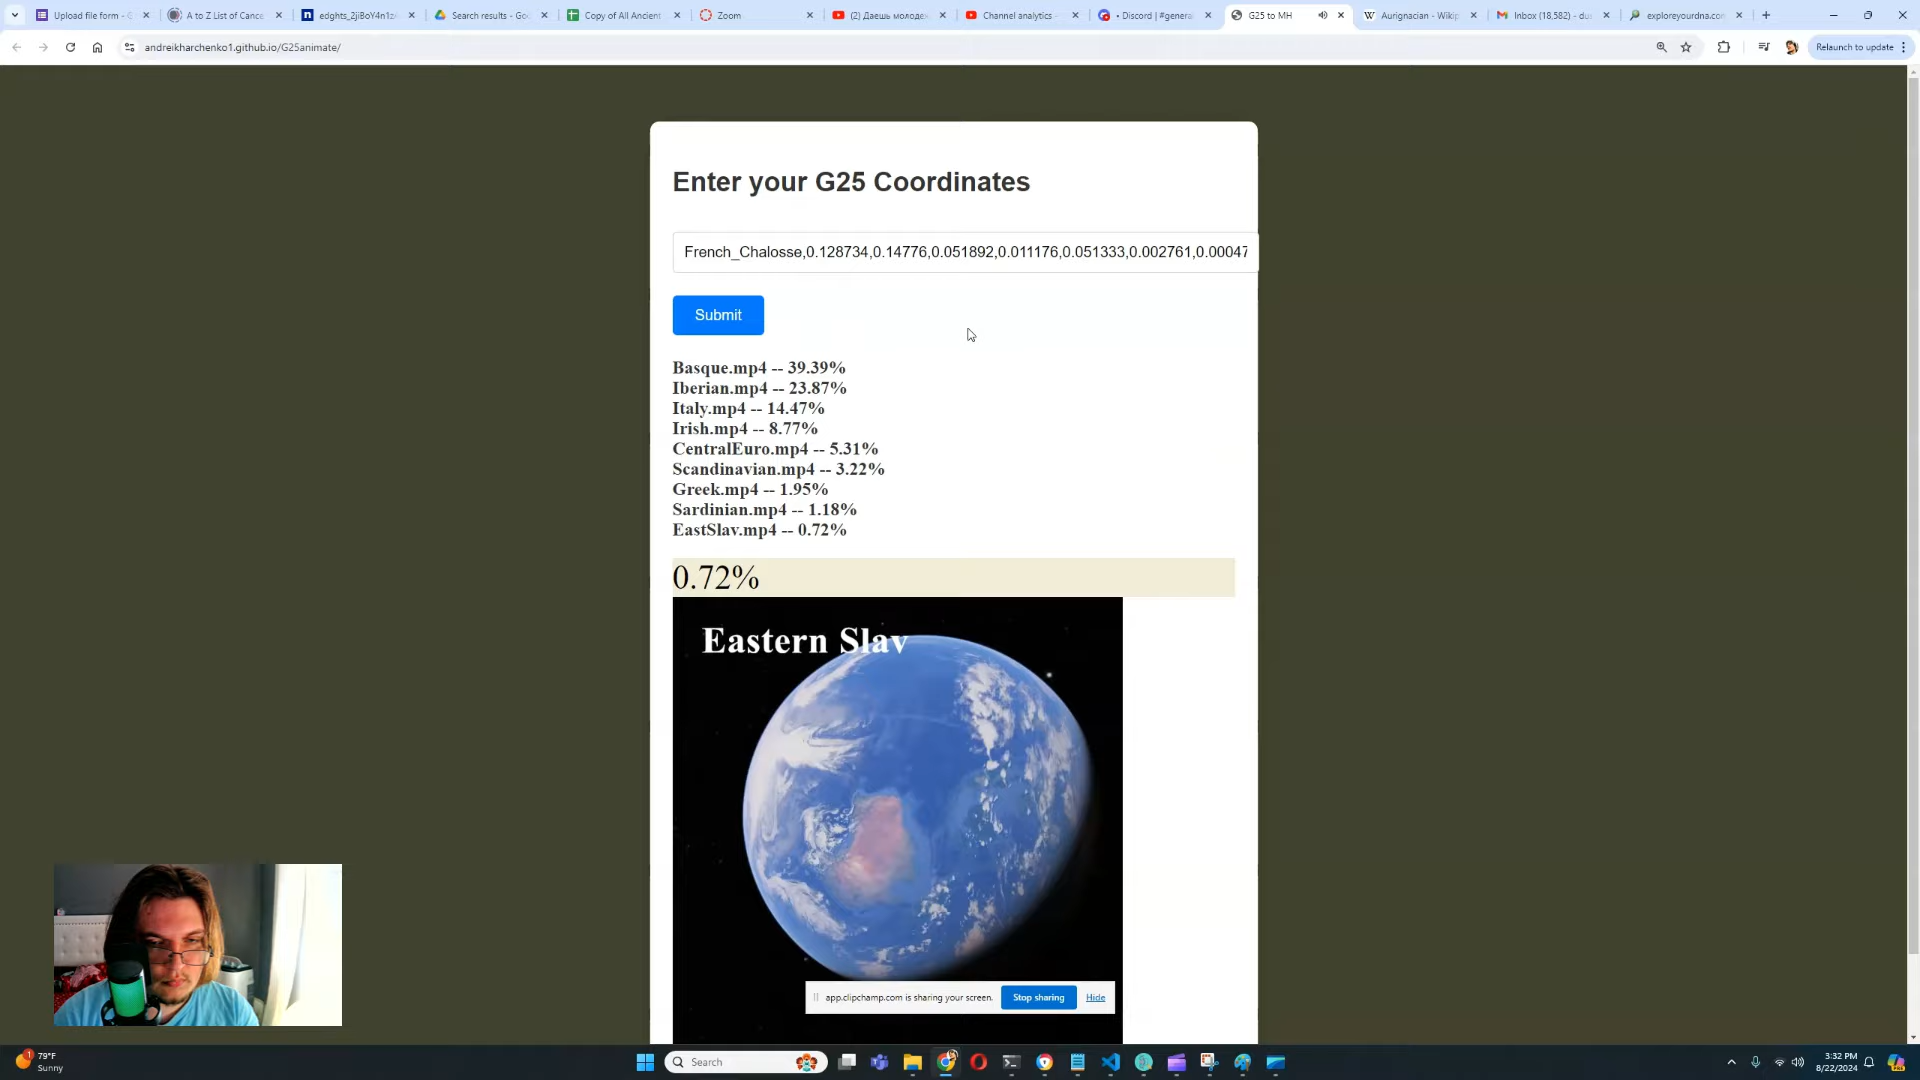 Upload file form - G
A to Z List of Cance
edghts_2jiBoY4n1z
Search results - Goo
Copy of All Ancient
Zoom
(2) Даешь молодеж
Channel analytics -
• Discord | #general
G25 to MH
Aurignacian - Wikip
Inbox (18,582) - du
exploreyourdna.com
andreikharchenko1.github.io/G25animate/
Relaunch to update
Enter your G25 Coordinates
French_Chalosse,0.128734,0.14776,0.051892,0.011176,0.051333,0.002761,0.00047
Submit
Basque.mp4 -- 39.39%
Iberian.mp4 -- 23.87%
Italy.mp4 -- 14.47%
Irish.mp4 -- 8.77%
CentralEuro.mp4 -- 5.31%
Scandinavian.mp4 -- 3.22%
Greek.mp4 -- 1.95%
Sardinian.mp4 -- 1.18%
EastSlav.mp4 -- 0.72%
0.72%
Eastern Slav
app.clipchamp.com is sharing your screen.
Stop sharing
Hide
1
79°F
Sunny
Search
3:32 PM
8/22/2024